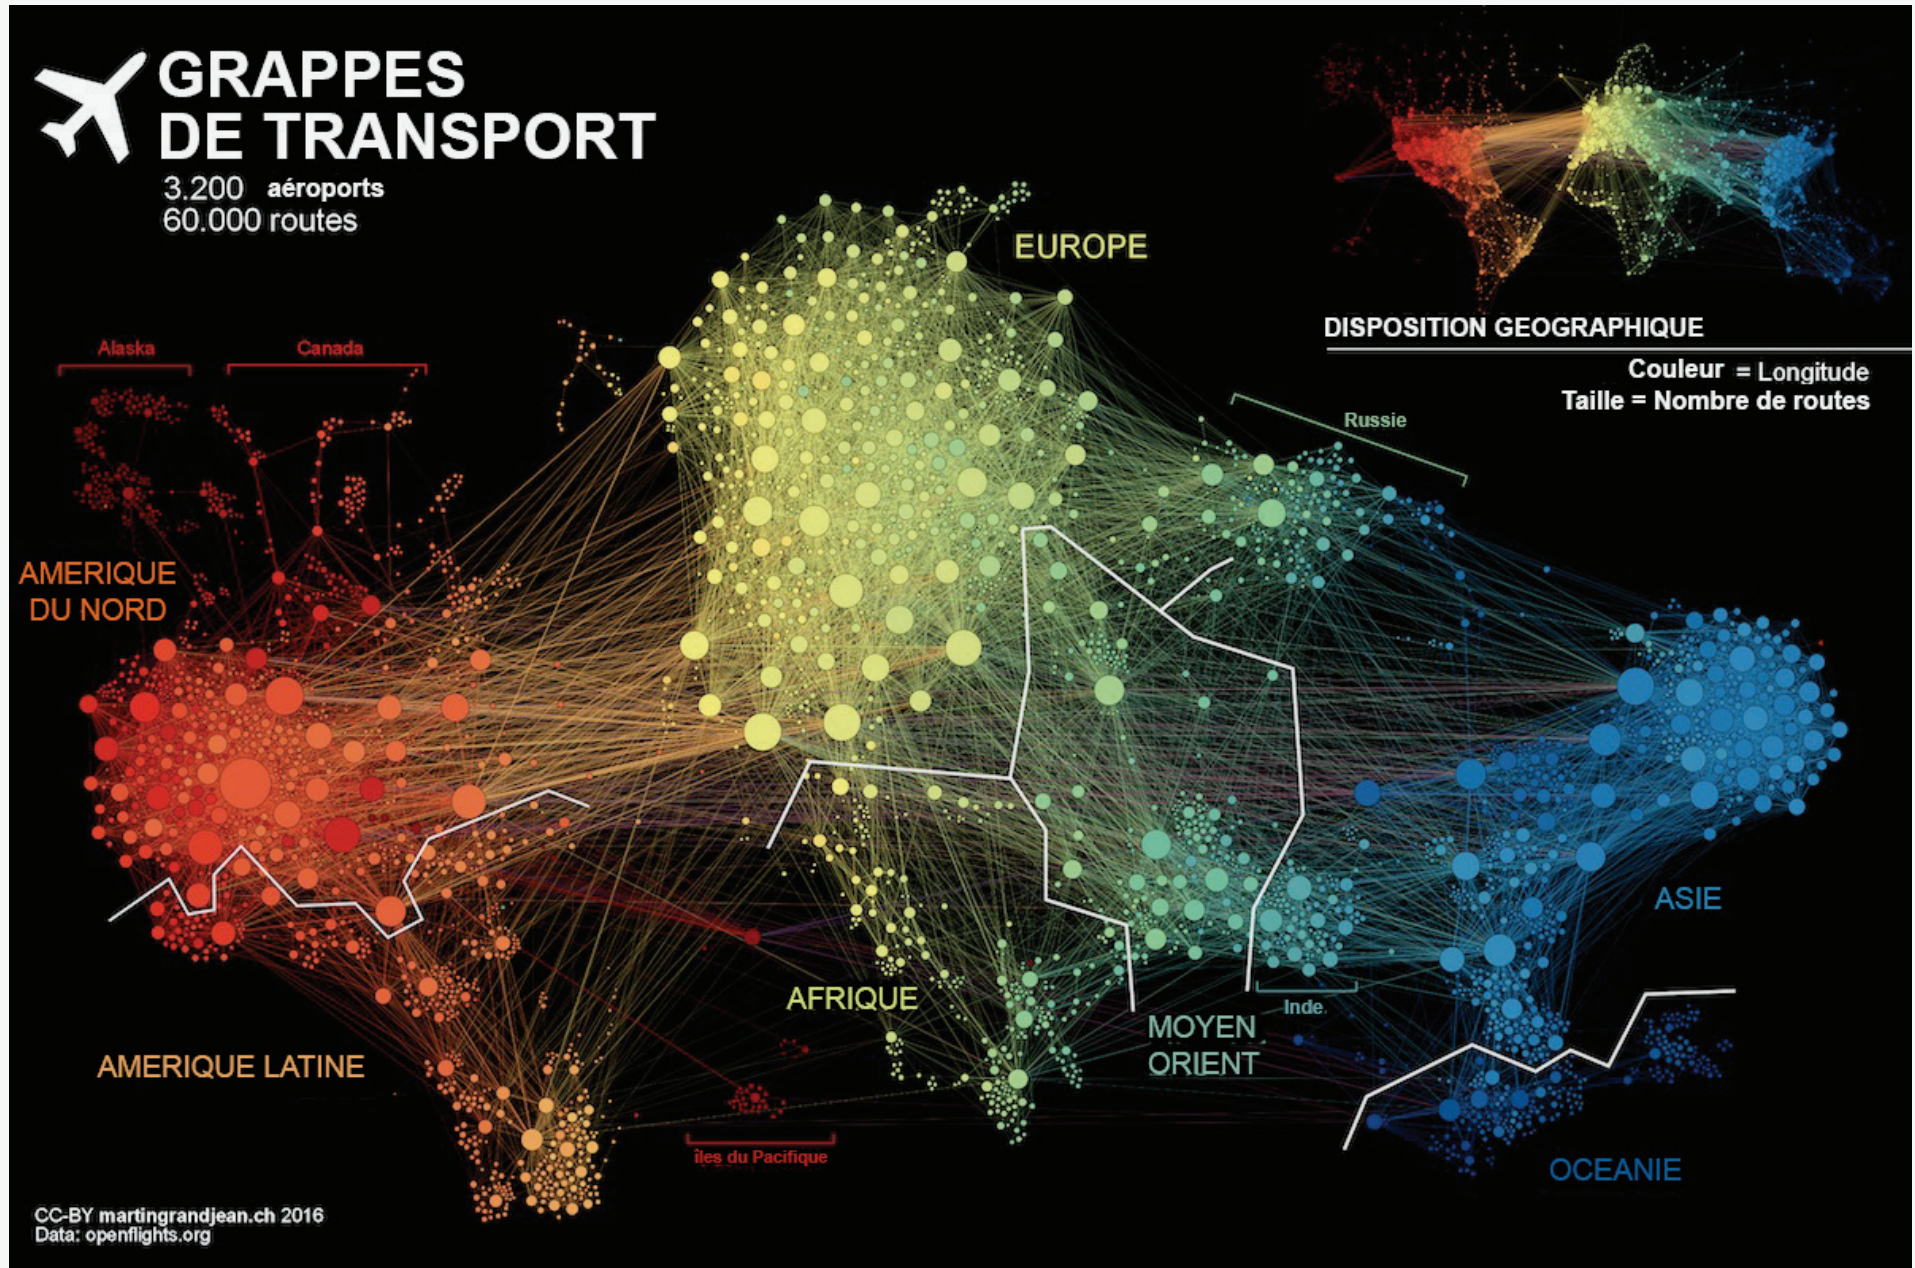 GRAPPES
DE TRANSPORT
3.200 aéroports
60.000 routes
DISPOSITION GEOGRAPHIQUE
Couleur = Longitude
Taille = Nombre de routes
EUROPE
Alaska
Canada
Russie
AMERIQUE
DU NORD
ASIE
AFRIQUE
Inde
MOYEN
ORIENT
AMERIQUE LATINE
îles du Pacifique
OCEANIE
CC-BY martingrandjean.ch 2016
Data: openflights.org